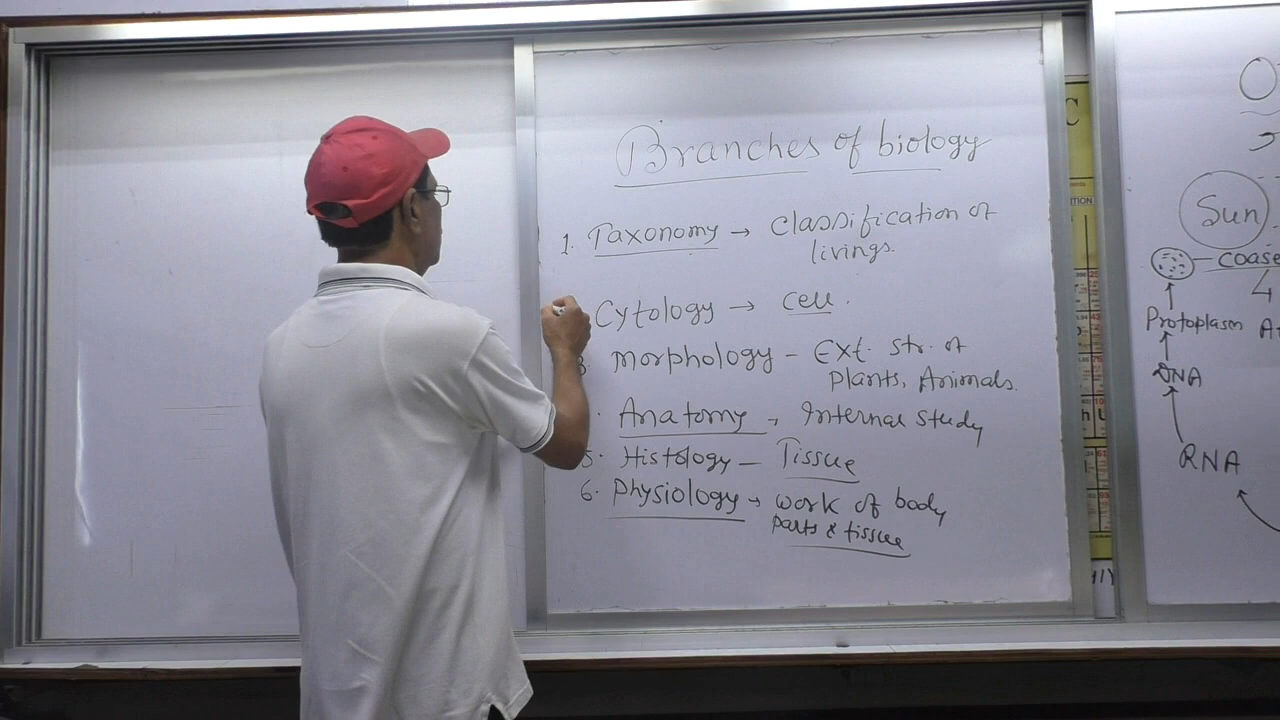 Branches of biology
1. Taxonomy → Classification of
livings.
Cytology → cell.
3. Morphology - Ext. str. of
plants, Animals.
. Anatomy → Internal study
5. Histology - Tissue
6. Physiology → work of body
parts & tissue
C
TION
Sun
coase
4
Protoplasm
DNA
RNA